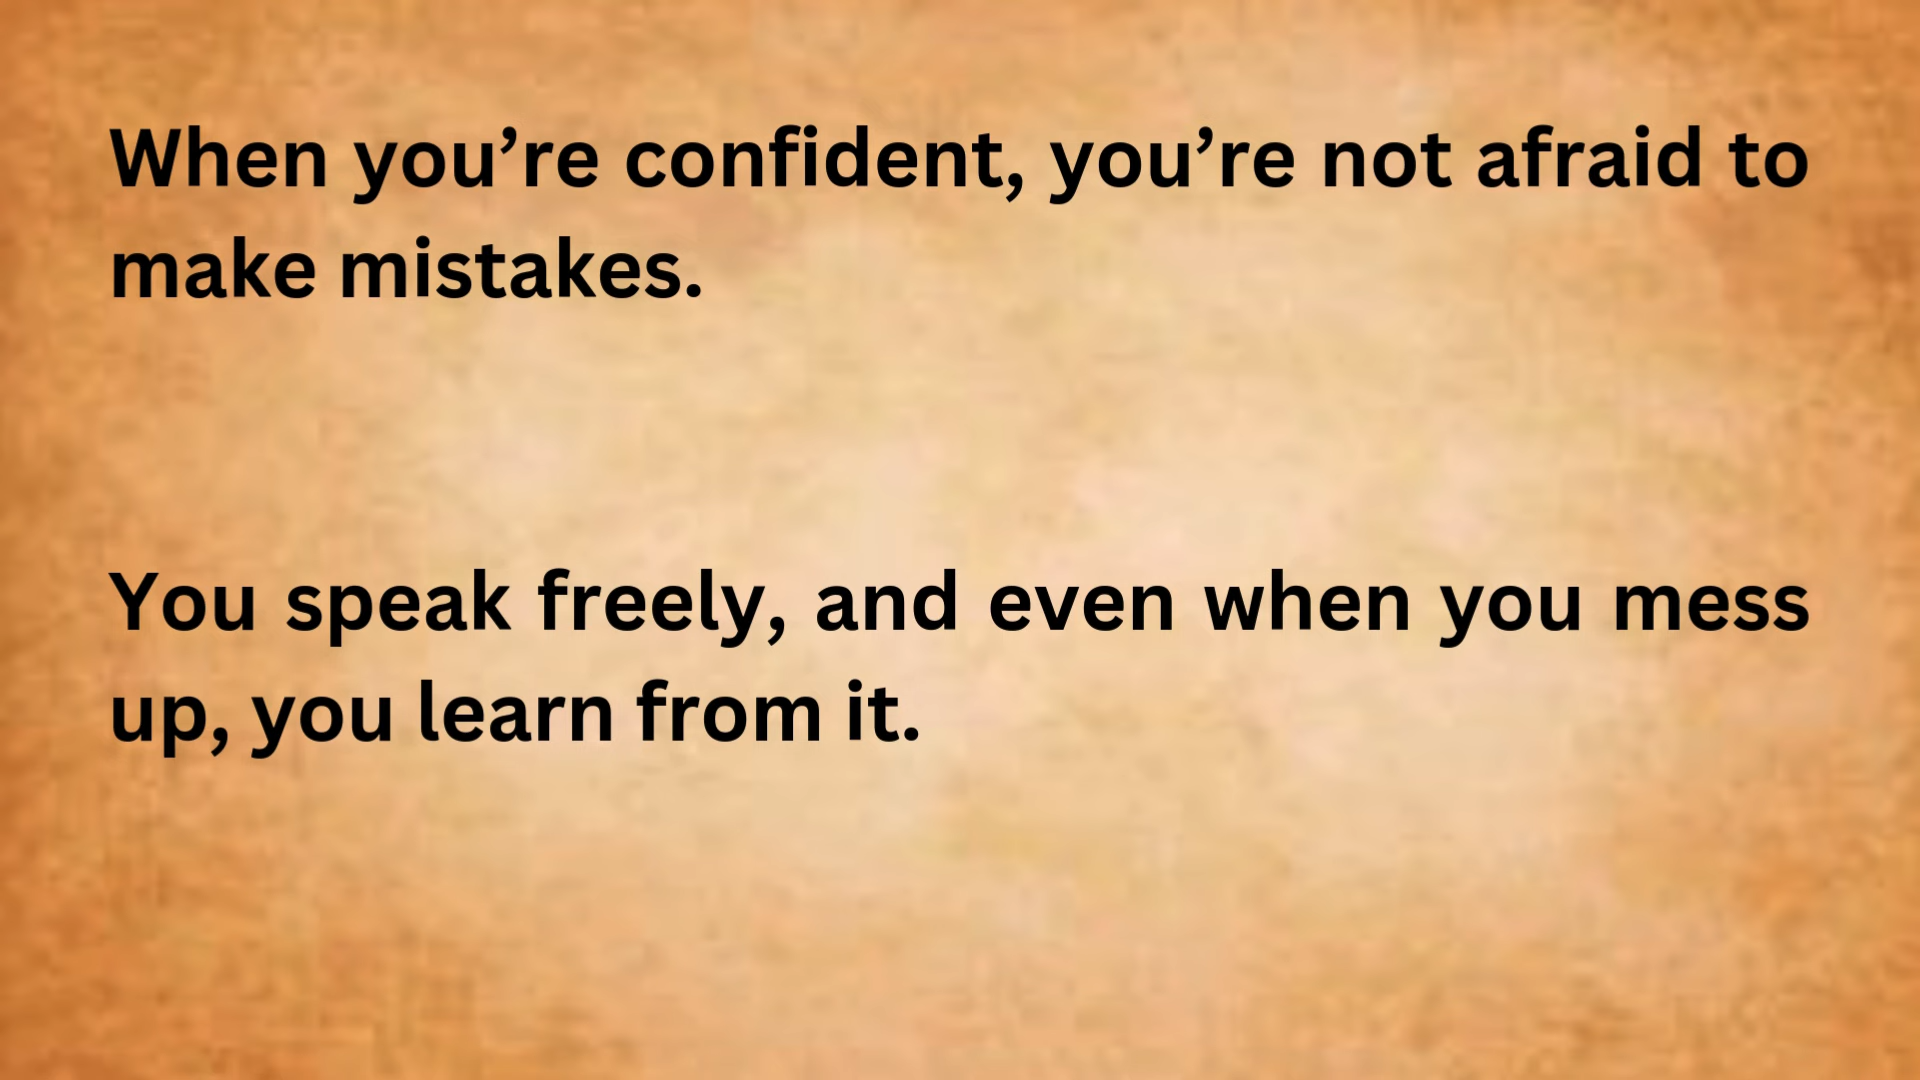 When you’re confident, you’re not afraid to
make mistakes.
You speak freely, and even when you mess
up, you learn from it.